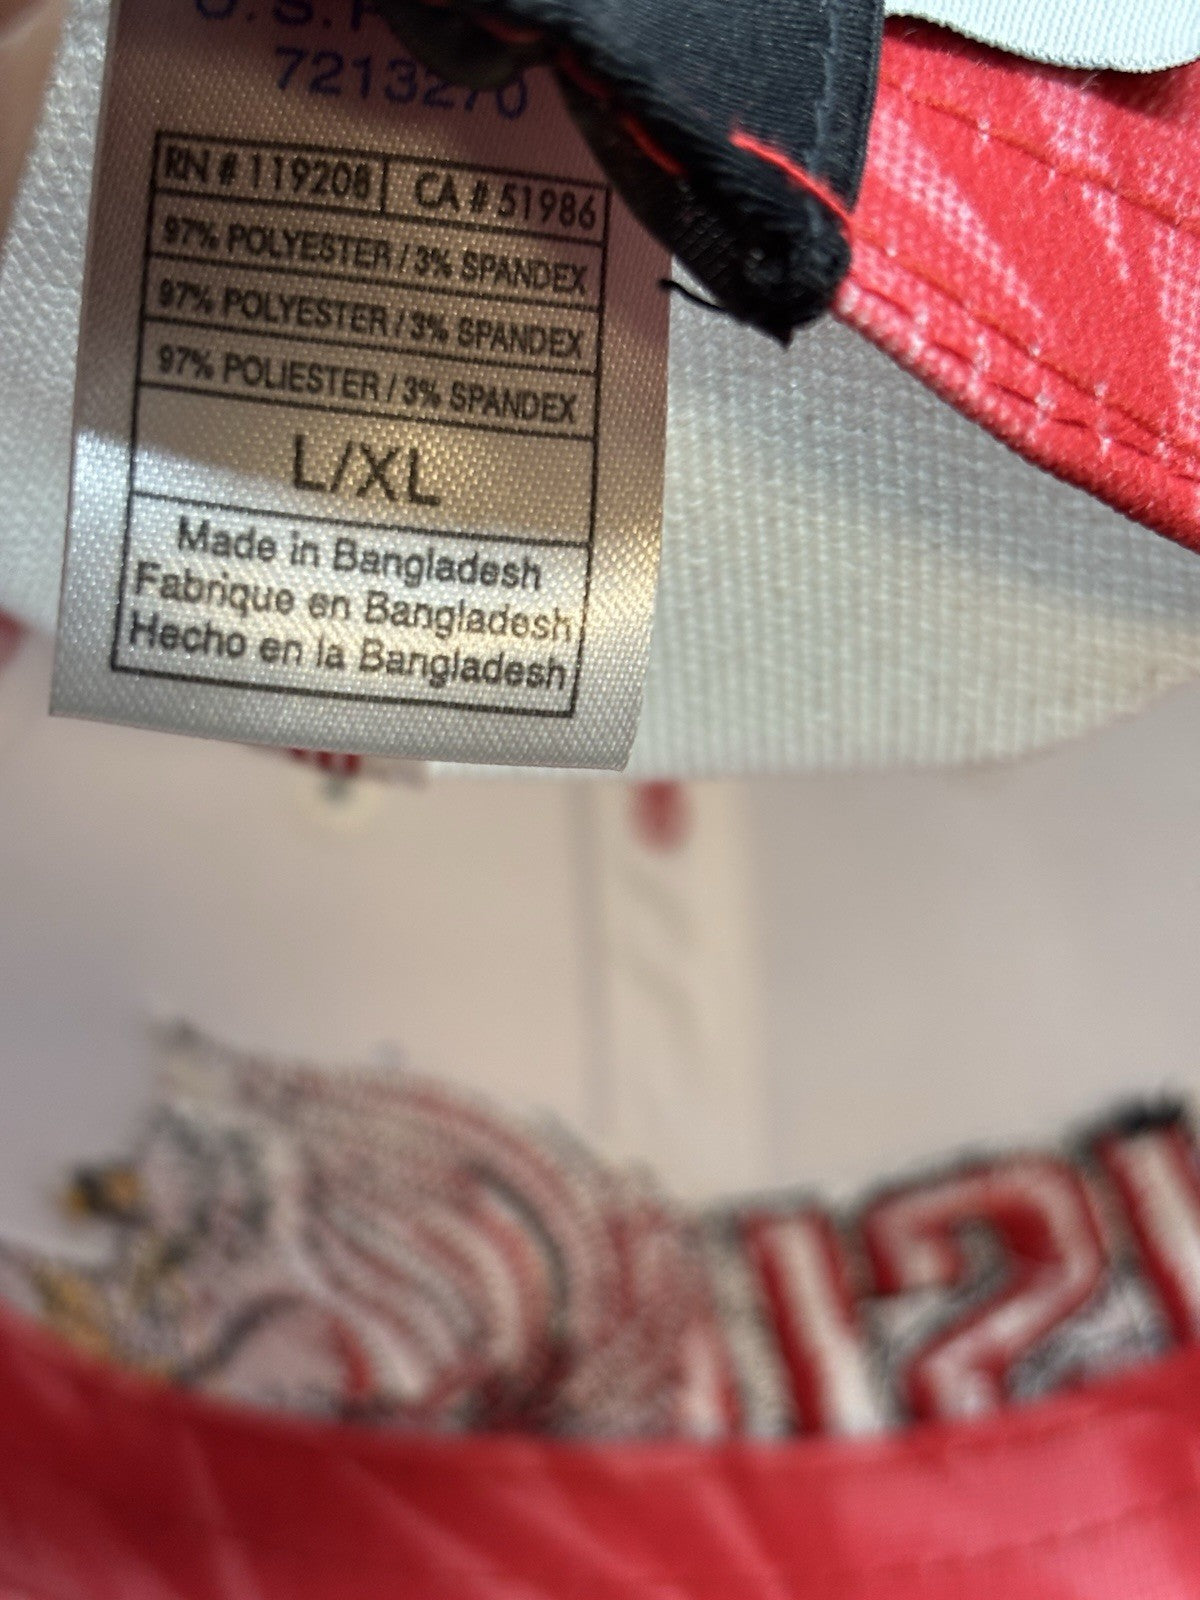 7213270
RN # 119208 CA # 51986
97% POLYESTER / 3% SPANDEX
97% POLYESTER / 3% SPANDEX
97% POLIESTER / 3% SPANDEX
L/XL
Made in Bangladesh
Fabrique en Bangladesh
Hecho en la Bangladesh